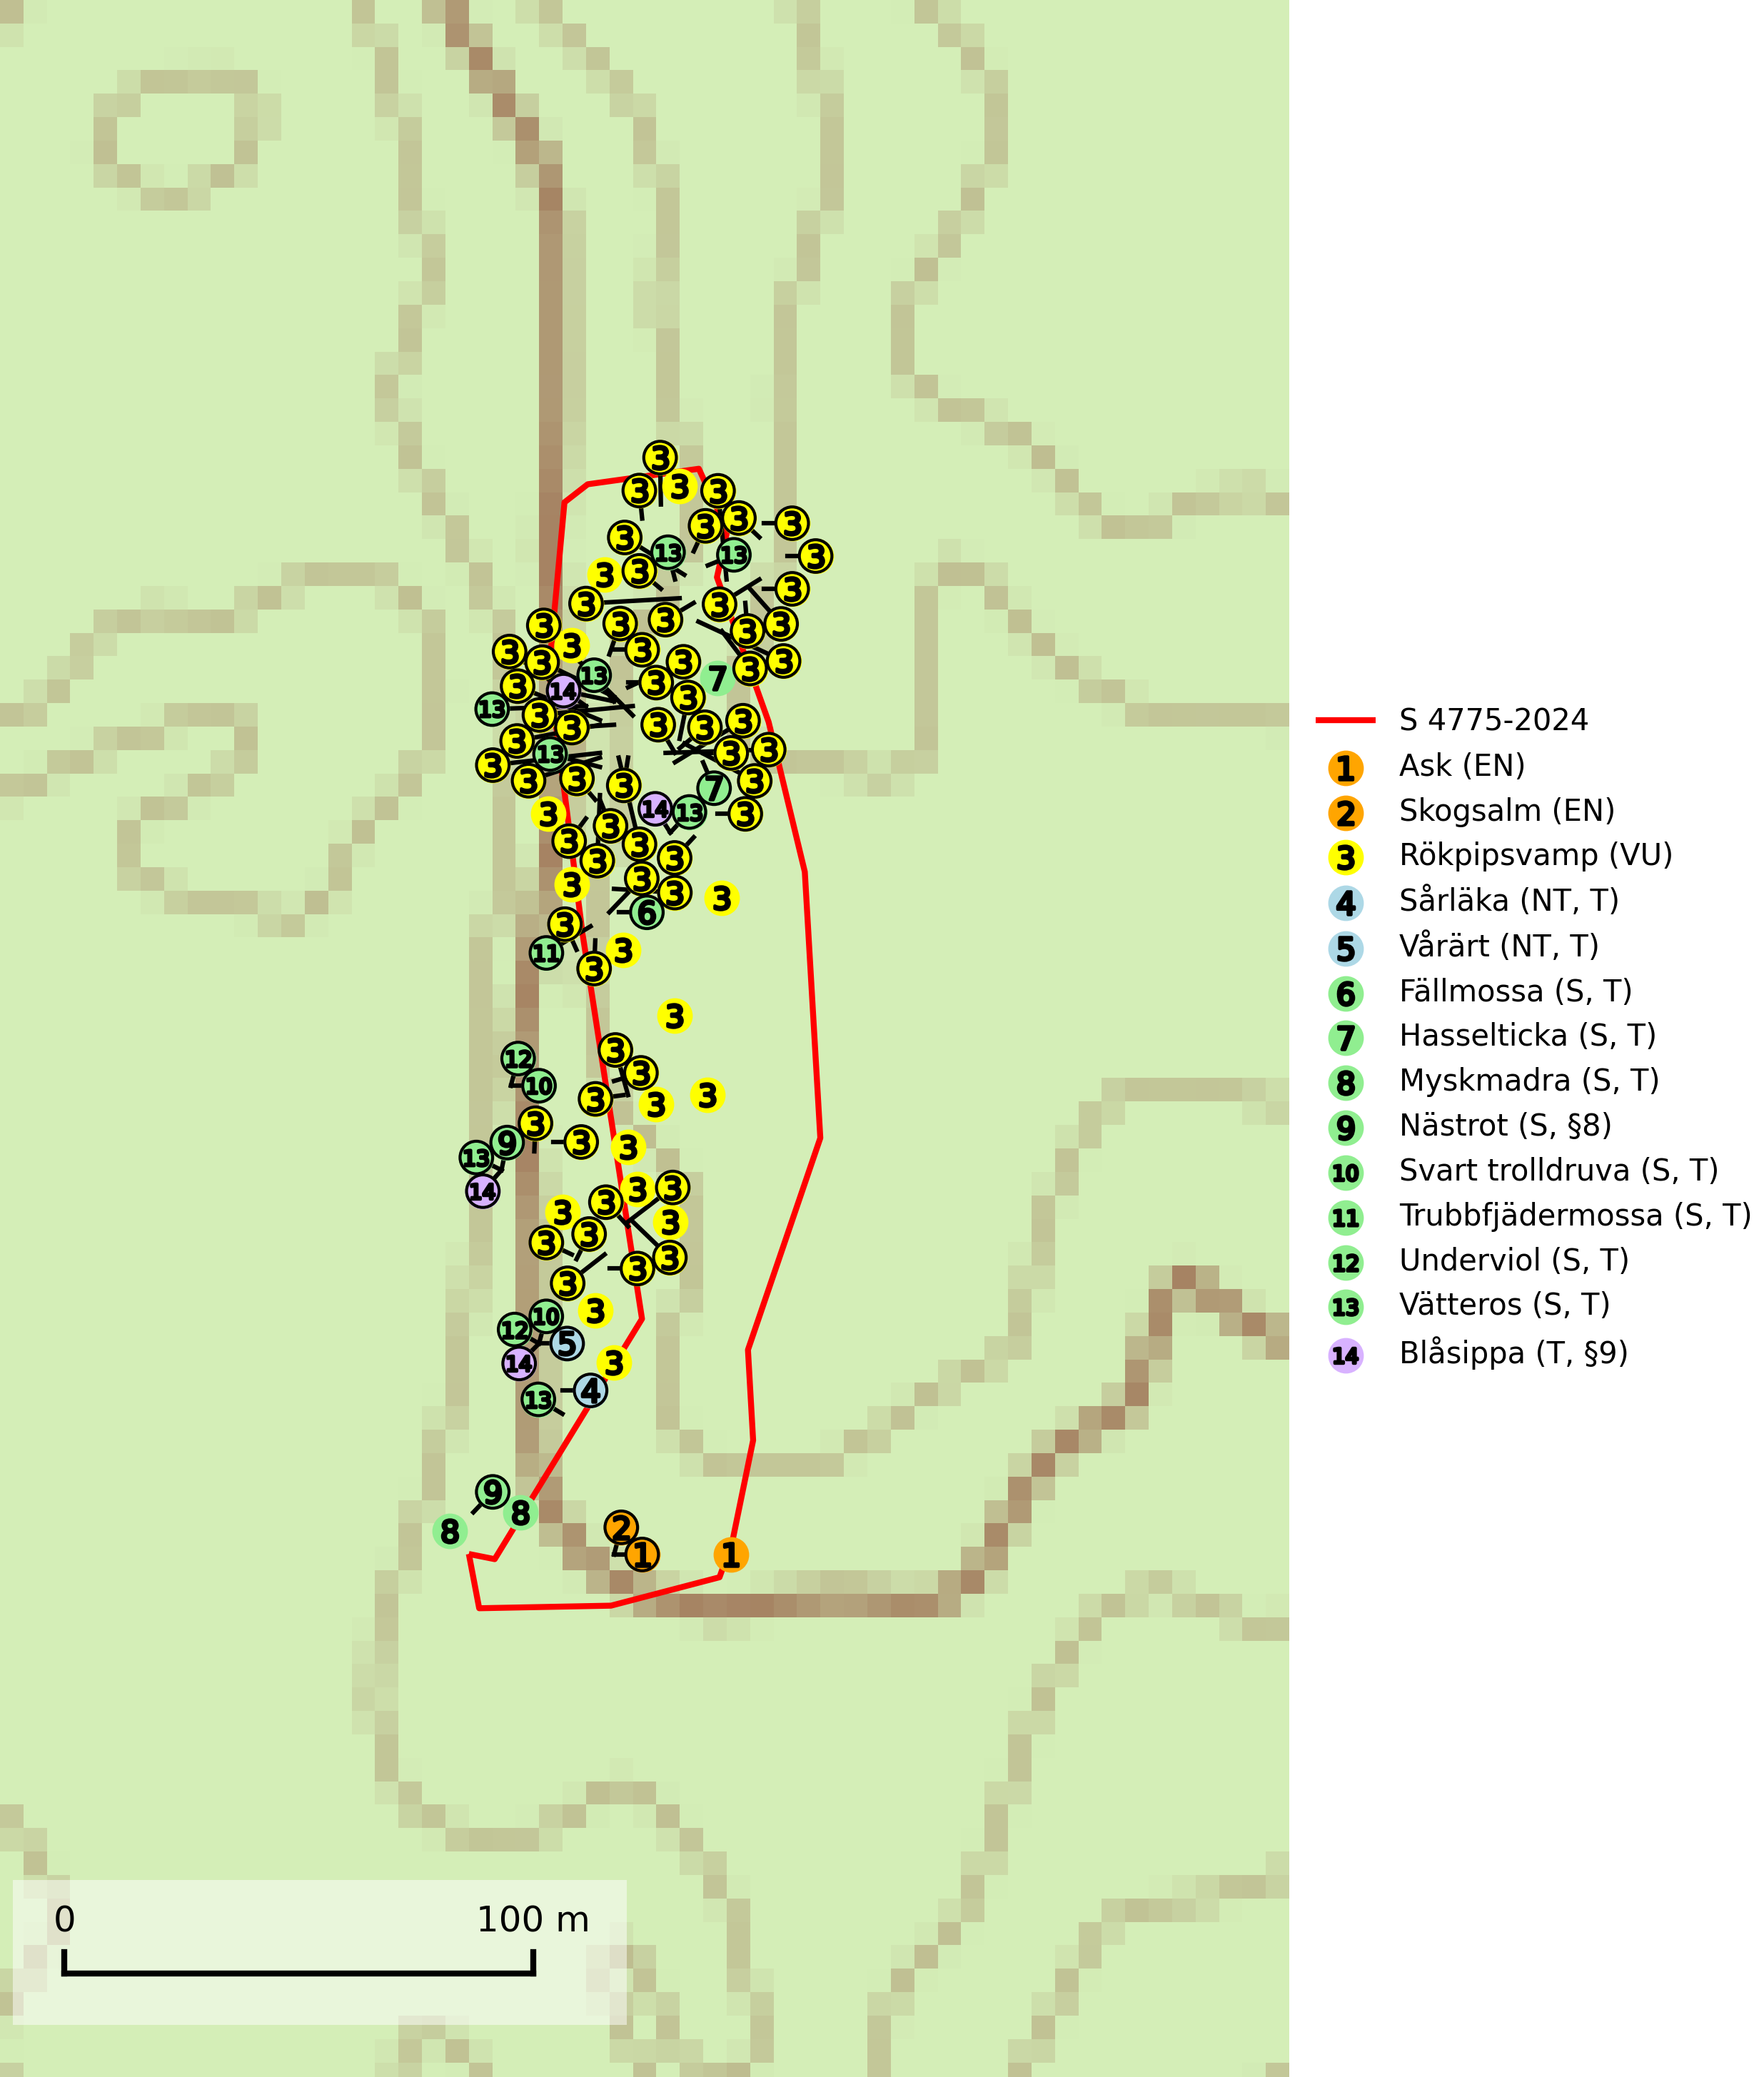 S 4775-2024
1 Ask (EN)
2 Skogsalm (EN)
3 Rökpipsvamp (VU)
4 Sårläka (NT, T)
5 Vårärt (NT, T)
6 Fällmossa (S, T)
7 Hasselticka (S, T)
8 Myskmadra (S, T)
9 Nästrot (S, §8)
10 Svart trolldruva (S, T)
11 Trubbfjädermossa (S, T)
12 Underviol (S, T)
13 Vätteros (S, T)
14 Blåsippa (T, §9)
0 100 m